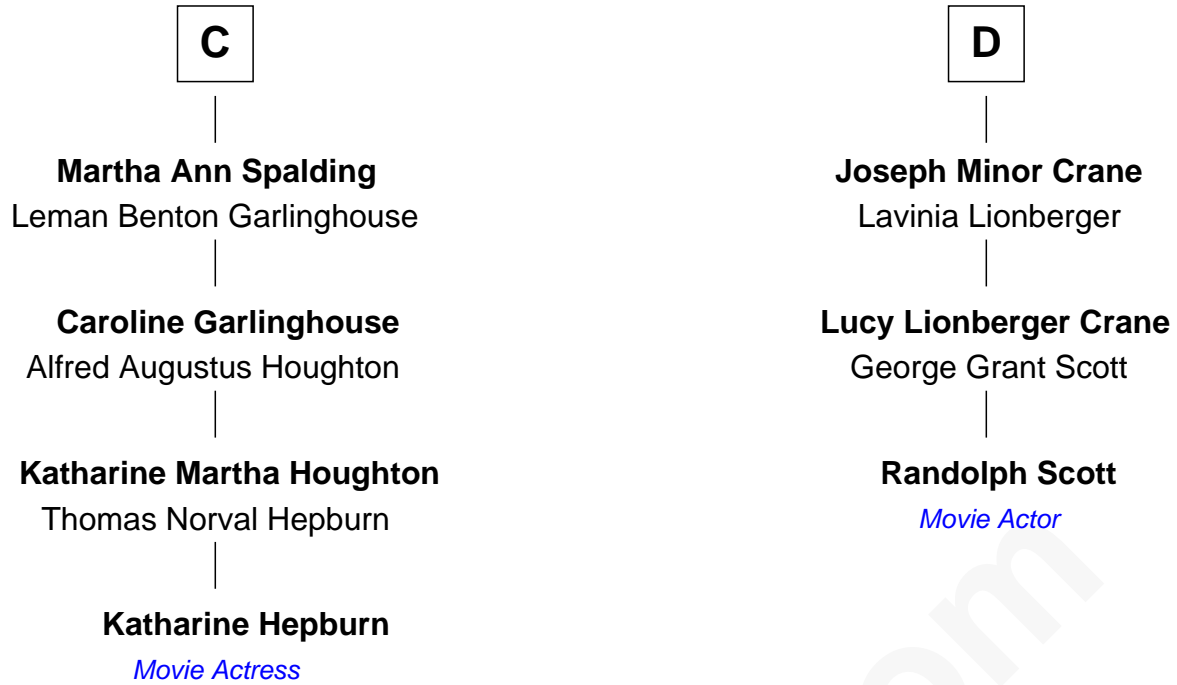 C
Martha Ann Spalding
Leman Benton Garlinghouse
Caroline Garlinghouse
Alfred Augustus Houghton
Katharine Martha Houghton
Thomas Norval Hepburn
Katharine Hepburn
Movie Actress
D
Joseph Minor Crane
Lavinia Lionberger
Lucy Lionberger Crane
George Grant Scott
Randolph Scott
Movie Actor
om